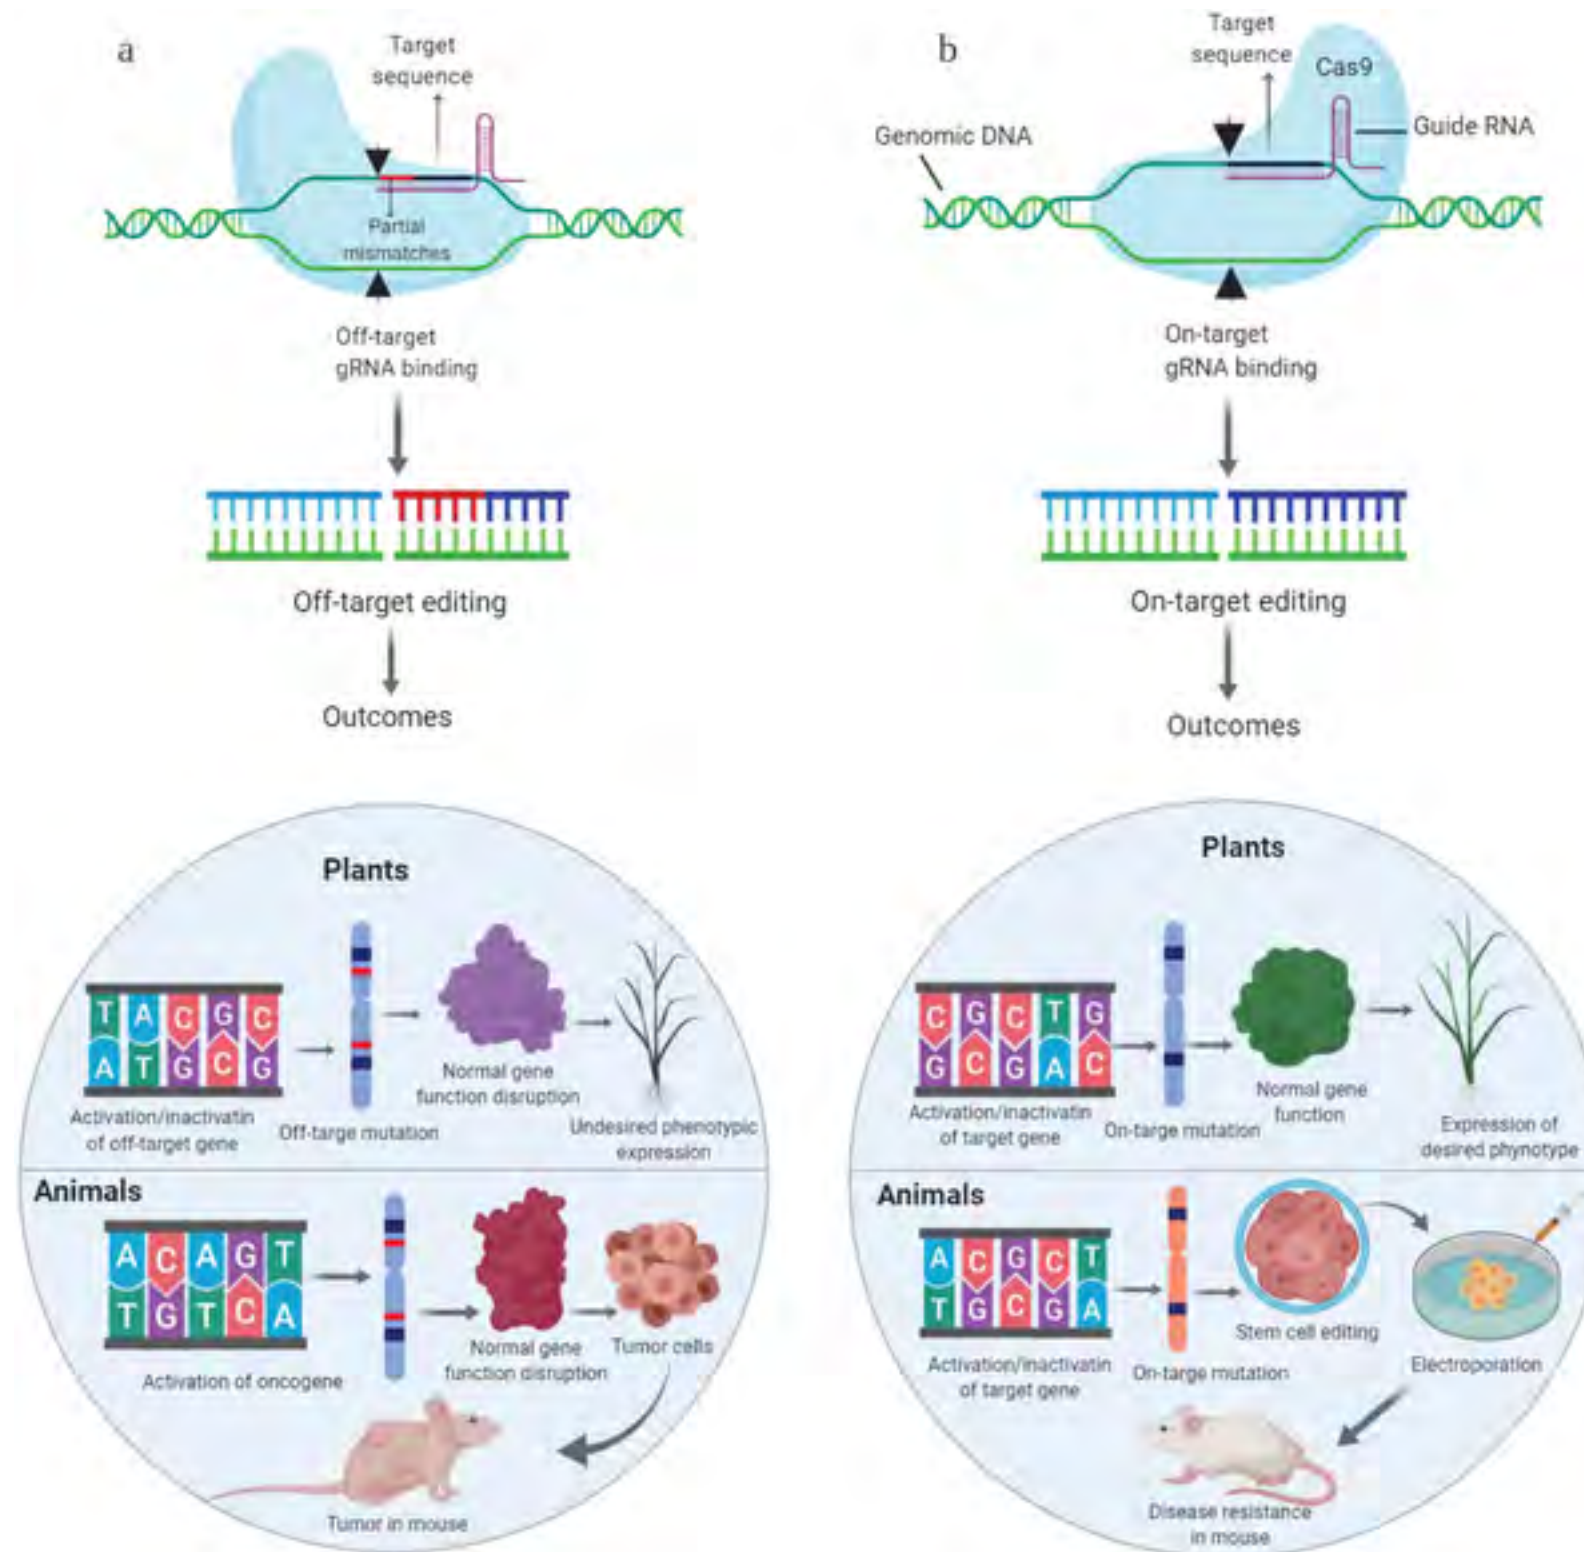 a
Target
sequence
Partial
mismatches
Off-target
gRNA binding
Off-target editing
Outcomes
Plants
T A C G C
A T G C G
Activation/inactivatin
of off-target gene
Off-targe mutation
Normal gene
function disruption
Undesired phenotypic
expression
Animals
A C A G T
T G T C A
Activation of oncogene
Normal gene
function disruption
Tumor cells
Tumor in mouse
b
Target
sequence
Cas9
Guide RNA
Genomic DNA
On-target
gRNA binding
On-target editing
Outcomes
Plants
C G C T G
G C G A C
Activation/inactivatin
of target gene
On-targe mutation
Normal gene
function
Expression of
desired phynotype
Animals
A C G C T
T G C G A
Activation/inactivatin
of target gene
On-targe mutation
Stem cell editing
Electroporation
Disease resistance
in mouse